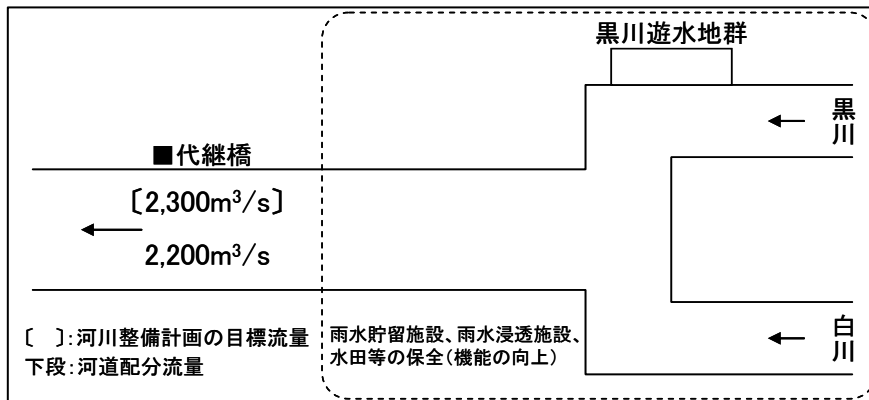 黒川遊水地群
黒川
■代継橋
〔2,300m³/s〕
2,200m³/s
〔　〕:河川整備計画の目標流量
下段:河道配分流量
雨水貯留施設、雨水浸透施設、
水田等の保全(機能の向上)
白川